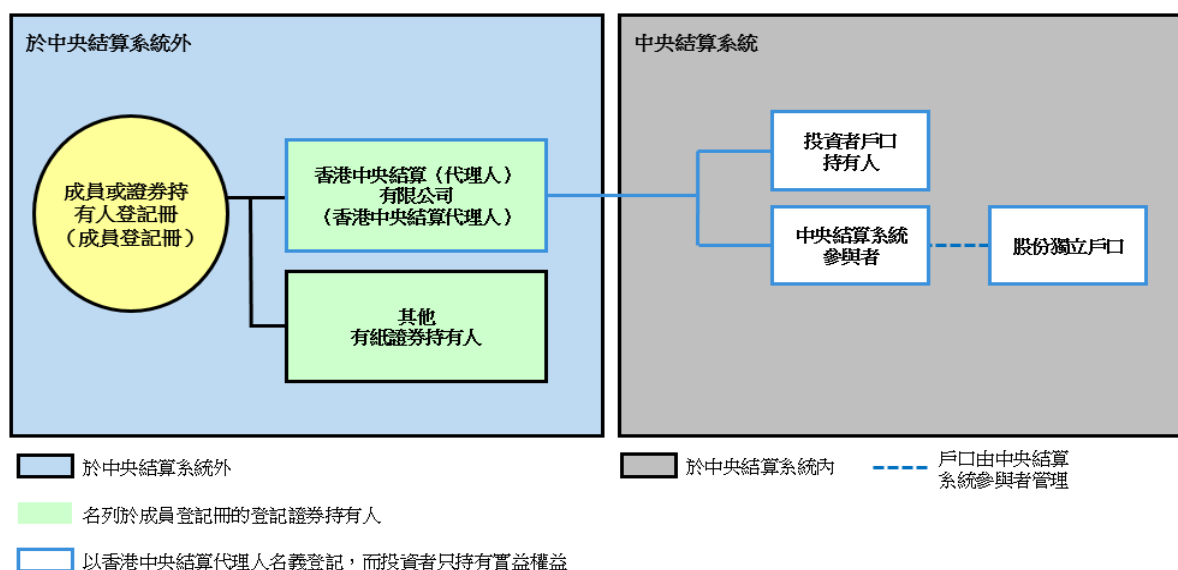 於中央結算系統外
中央結算系統
成員或證券持
有人登記冊
（成員登記冊）
香港中央結算（代理人）
有限公司
（香港中央結算代理人）
其他
有紙證券持有人
投資者戶口
持有人
中央結算系統
參與者
股份獨立戶口
於中央結算系統外
於中央結算系統內
戶口由中央結算
系統參與者管理
名列於成員登記冊的登記證券持有人
以香港中央結算代理人名義登記，而投資者只持有實益權益